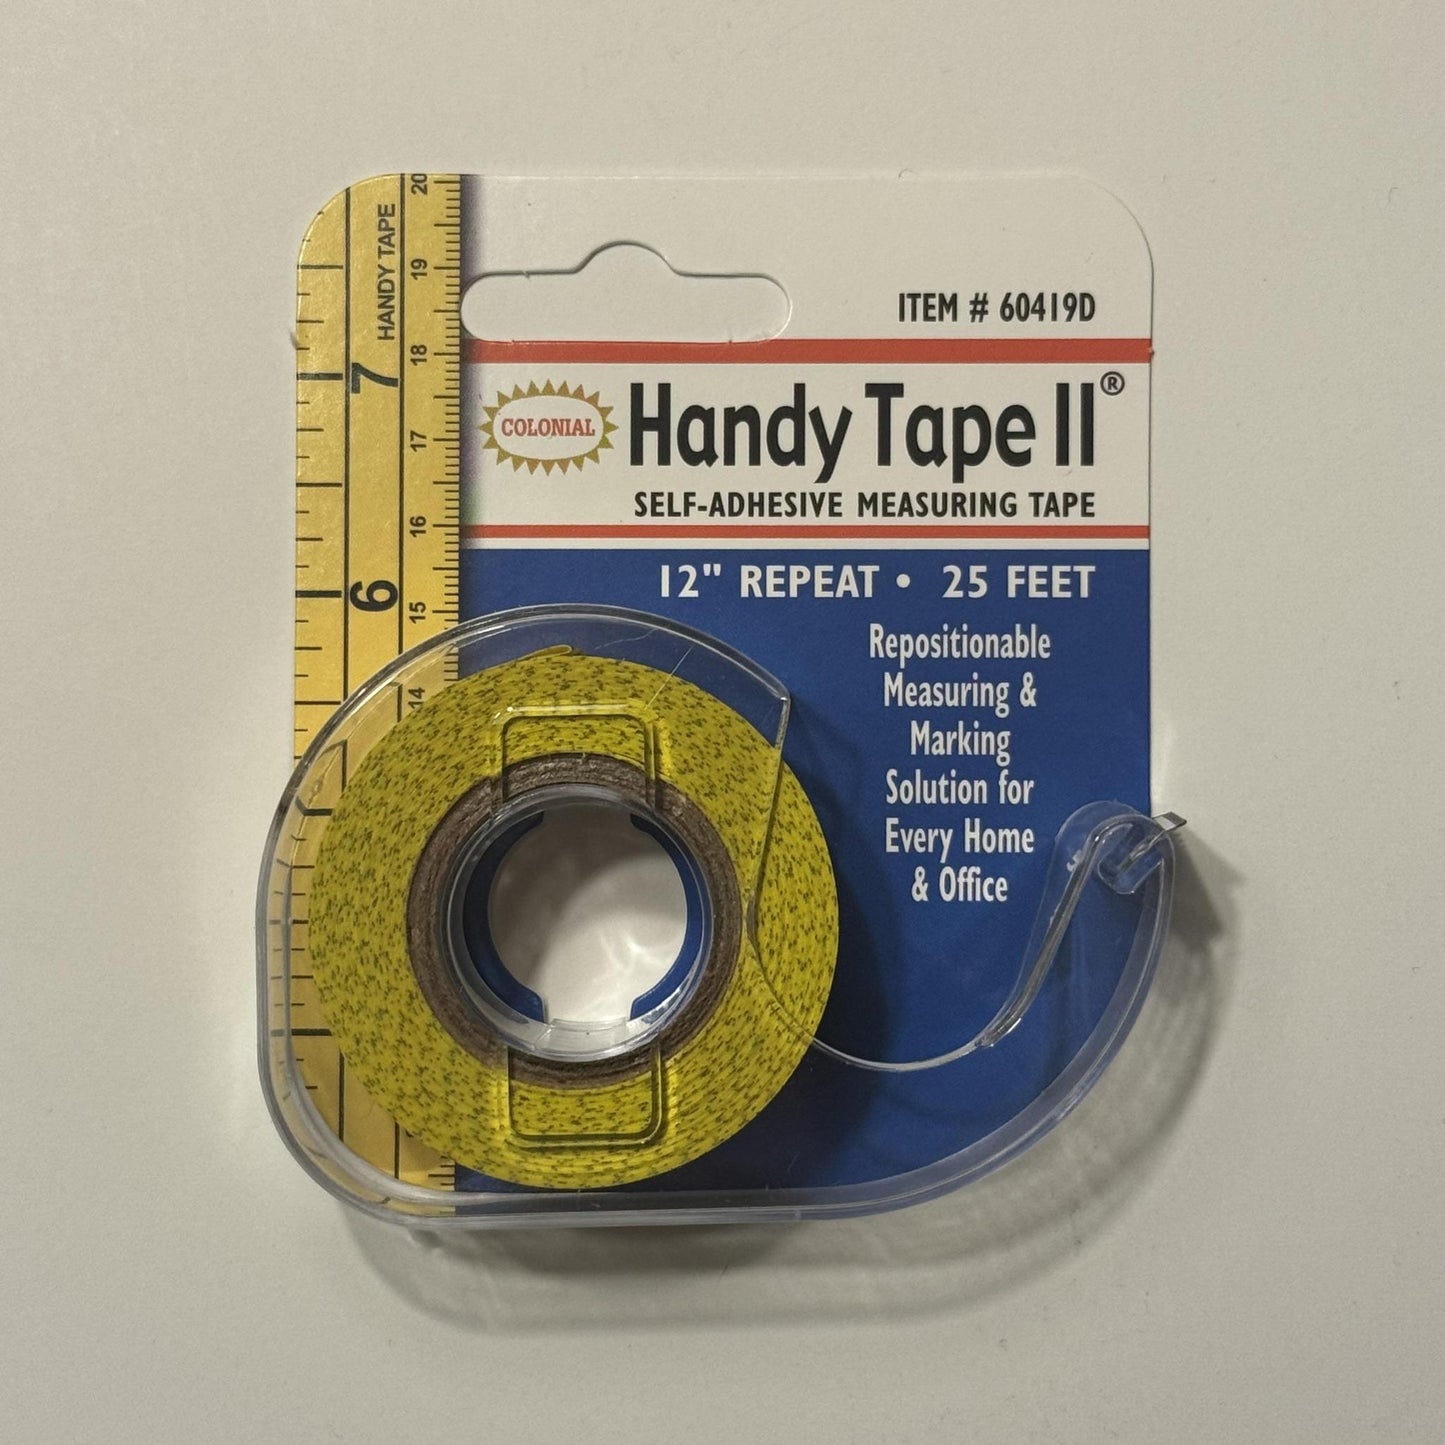 ITEM # 60419D
COLONIAL
Handy Tape II®
SELF-ADHESIVE MEASURING TAPE
12" REPEAT • 25 FEET
Repositionable
Measuring &
Marking
Solution for
Every Home
& Office
HANDY TAPE
7
6
20
19
18
17
16
15
14